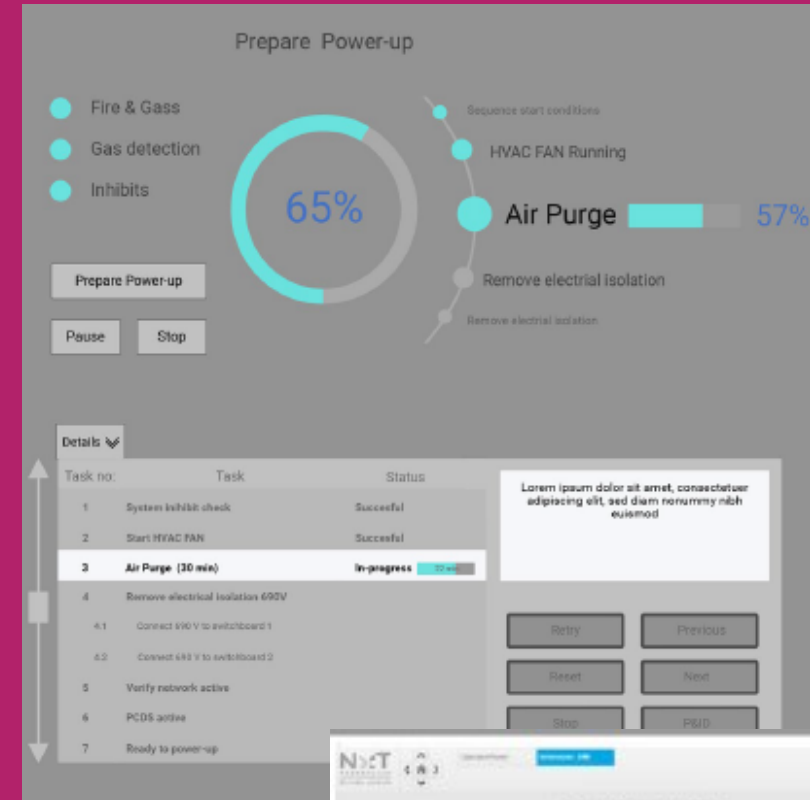 Prepare Power-up
Fire & Gass
Gas detection
Inhibits
65%
Sequence start conditions
HVAC FAN Running
Air Purge 57%
Remove electrial isolation
Remove electrial isolation
Prepare Power-up
Pause Stop
Details
Task no: Task Status
1 System inihibit check Succesful
2 Start HVAC FAN Succesful
3 Air Purge (30 min) In-progress
4 Remove electrical isolation 690V
4.1 Connect 690 V to switchboard 1
4.2 Connect 690 V to switchboard 2
5 Verify network active
6 PCDS active
7 Ready to power-up
Lorem ipsum dolor sit amet, consectetuer
adipiscing elit, sed diam nonummy nibh
euismod
Retry Previous
Reset Next
Stop P&ID
NXT